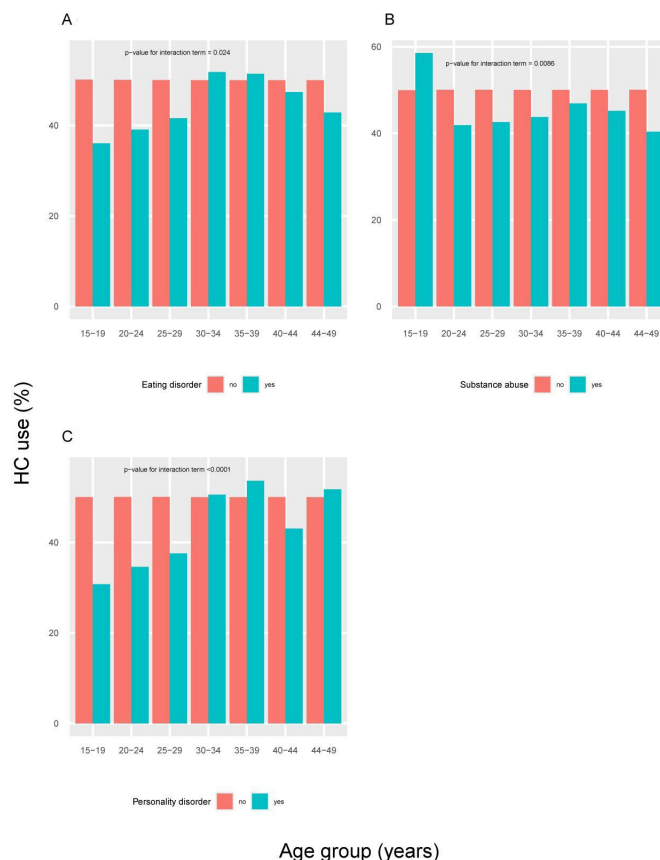 A
p-value for interaction term = 0.024
40
20
0
15-19 20-24 25-29 30-34 35-39 40-44 44-49
Eating disorder no yes
B
p-value for interaction term = 0.0086
60
40
20
0
15-19 20-24 25-29 30-34 35-39 40-44 44-49
Substance abuse no yes
HC use (%)
C
p-value for interaction term <0.0001
40
20
0
15-19 20-24 25-29 30-34 35-39 40-44 44-49
Personality disorder no yes
Age group (years)